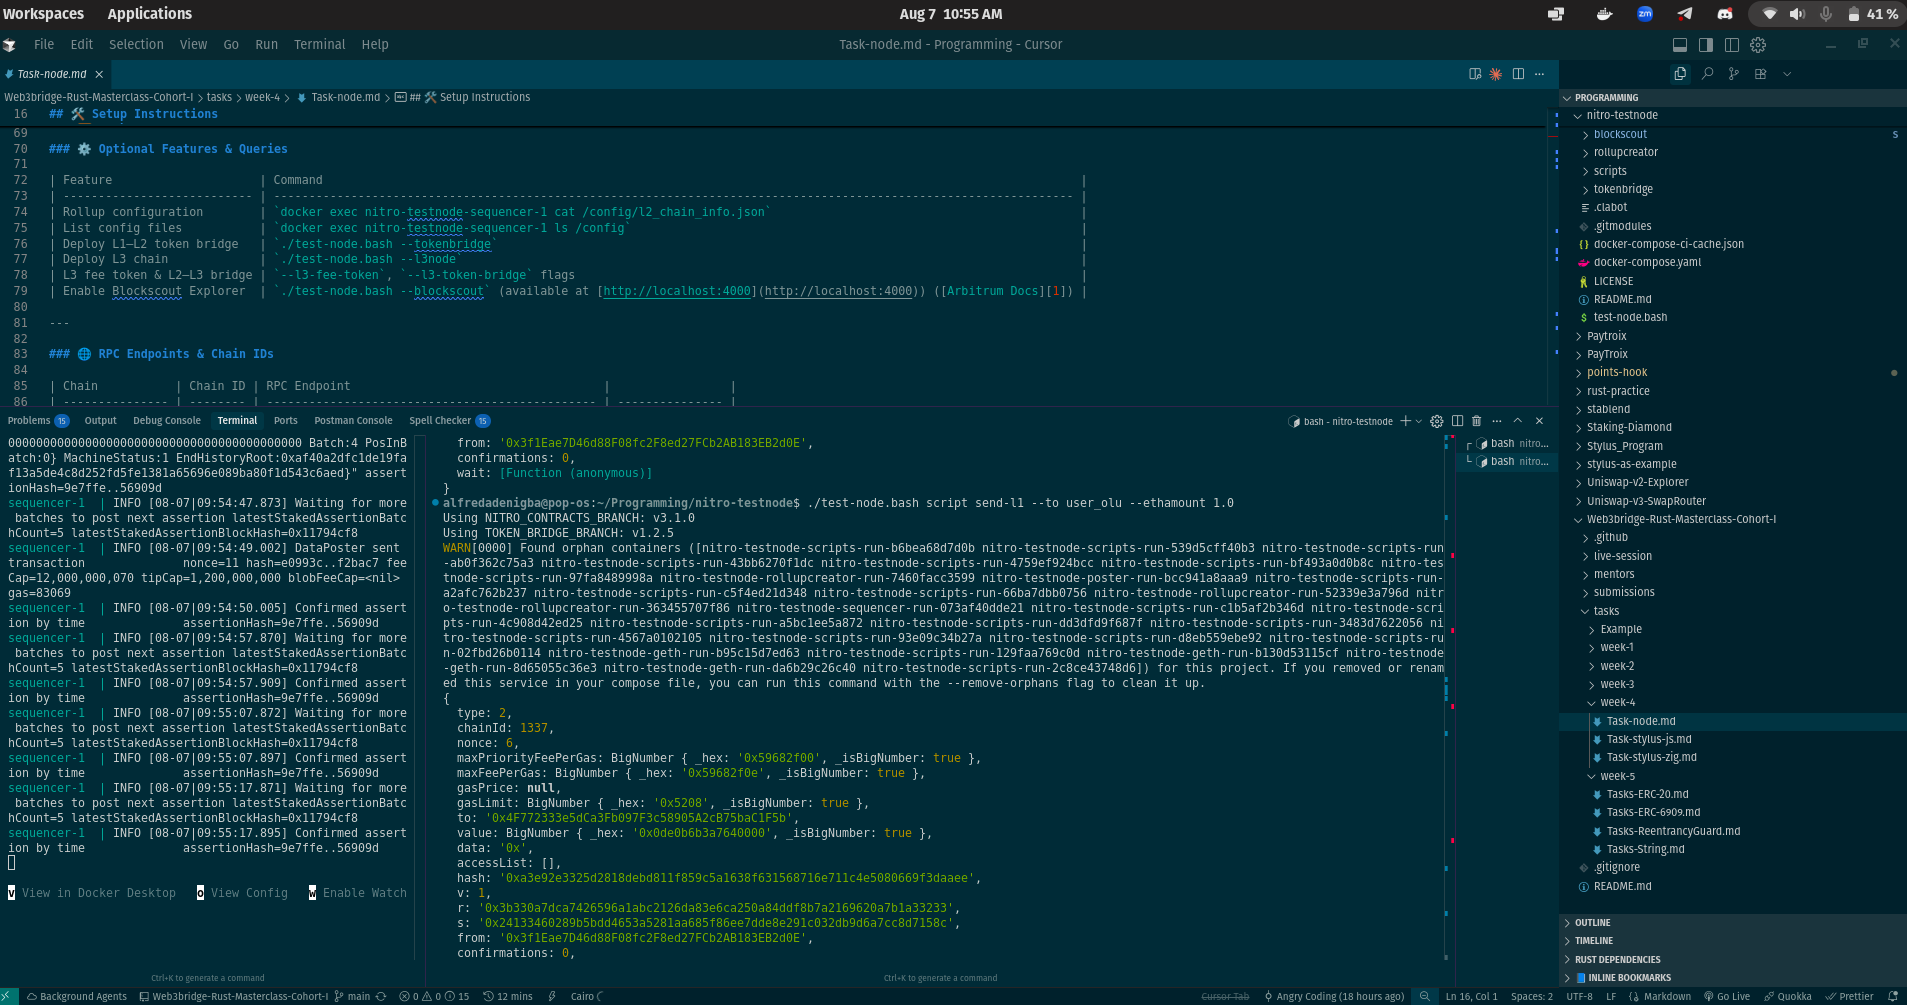 Workspaces Applications Aug 7 10:55 AM zm 41 %
File Edit Selection View Go Run Terminal Help Task-node.md - Programming - Cursor
Task-node.md
Web3bridge-Rust-Masterclass-Cohort-I > tasks > week-4 > Task-node.md > ## 🛠️ Setup Instructions
16 ## 🛠️ Setup Instructions
69
70 ### ⚙️ Optional Features & Queries
71
72 | Feature | Command |
73 | --------------------------- | ------------------------------------------------------------------------------------------------------------------ |
74 | Rollup configuration | `docker exec nitro-testnode-sequencer-1 cat /config/l2_chain_info.json` |
75 | List config files | `docker exec nitro-testnode-sequencer-1 ls /config` |
76 | Deploy L1–L2 token bridge | `./test-node.bash --tokenbridge` |
77 | Deploy L3 chain | `./test-node.bash --l3node` |
78 | L3 fee token & L2–L3 bridge | `--l3-fee-token`, `--l3-token-bridge` flags |
79 | Enable Blockscout Explorer | `./test-node.bash --blockscout` (available at [http://localhost:4000](http://localhost:4000)) ([Arbitrum Docs][1]) |
80
81 ---
82
83 ### 🌐 RPC Endpoints & Chain IDs
84
85 | Chain | Chain ID | RPC Endpoint | |
86 | --------------- | -------- | ----------------------------------------------- | --------------- |
Problems 15 Output Debug Console Terminal Ports Postman Console Spell Checker 15 bash - nitro-testnode
000000000000000000000000000000000000000000 Batch:4 PosInB
atch:0} MachineStatus:1 EndHistoryRoot:0xaf40a2dfc1de19fa
f13a5de4c8d252fd5fe1381a65696e089ba80f1d543c6aed}" assert
ionHash=9e7ffe..56909d
sequencer-1 | INFO [08-07|09:54:47.873] Waiting for more
batches to post next assertion latestStakedAssertionBatc
hCount=5 latestStakedAssertionBlockHash=0x11794cf8
sequencer-1 | INFO [08-07|09:54:49.002] DataPoster sent
transaction nonce=11 hash=e0993c..f2bac7 fee
Cap=12,000,000,070 tipCap=1,200,000,000 blobFeeCap=<nil>
gas=83069
sequencer-1 | INFO [08-07|09:54:50.005] Confirmed assert
ion by time assertionHash=9e7ffe..56909d
sequencer-1 | INFO [08-07|09:54:57.870] Waiting for more
batches to post next assertion latestStakedAssertionBatc
hCount=5 latestStakedAssertionBlockHash=0x11794cf8
sequencer-1 | INFO [08-07|09:54:57.909] Confirmed assert
ion by time assertionHash=9e7ffe..56909d
sequencer-1 | INFO [08-07|09:55:07.872] Waiting for more
batches to post next assertion latestStakedAssertionBatc
hCount=5 latestStakedAssertionBlockHash=0x11794cf8
sequencer-1 | INFO [08-07|09:55:07.897] Confirmed assert
ion by time assertionHash=9e7ffe..56909d
sequencer-1 | INFO [08-07|09:55:17.871] Waiting for more
batches to post next assertion latestStakedAssertionBatc
hCount=5 latestStakedAssertionBlockHash=0x11794cf8
sequencer-1 | INFO [08-07|09:55:17.895] Confirmed assert
ion by time assertionHash=9e7ffe..56909d
v View in Docker Desktop o View Config w Enable Watch
Ctrl+K to generate a command
from: '0x3f1Eae7D46d88F08fc2F8ed27FCb2AB183EB2d0E',
confirmations: 0,
wait: [Function (anonymous)]
}
alfredadenigba@pop-os:~/Programming/nitro-testnode$ ./test-node.bash script send-l1 --to user_olu --ethamount 1.0
Using NITRO_CONTRACTS_BRANCH: v3.1.0
Using TOKEN_BRIDGE_BRANCH: v1.2.5
WARN[0000] Found orphan containers ([nitro-testnode-scripts-run-b6bea68d7d0b nitro-testnode-scripts-run-539d5cff40b3 nitro-testnode-scripts-run
-ab0f362c75a3 nitro-testnode-scripts-run-43bb6270f1dc nitro-testnode-scripts-run-4759ef924bcc nitro-testnode-scripts-run-bf493a0d0b8c nitro-tes
tnode-scripts-run-97fa8489998a nitro-testnode-rollupcreator-run-7460facc3599 nitro-testnode-poster-run-bcc941a8aaa9 nitro-testnode-scripts-run-
a2afc762b237 nitro-testnode-scripts-run-c5f4ed21d348 nitro-testnode-scripts-run-66ba7dbb0756 nitro-testnode-rollupcreator-run-52339e3a796d nitr
o-testnode-rollupcreator-run-363455707f86 nitro-testnode-sequencer-run-073af40dde21 nitro-testnode-scripts-run-c1b5af2b346d nitro-testnode-scri
pts-run-4c908d42ed25 nitro-testnode-scripts-run-a5bc1ee5a872 nitro-testnode-scripts-run-dd3dfd9f687f nitro-testnode-scripts-run-3483d7622056 ni
tro-testnode-scripts-run-4567a0102105 nitro-testnode-scripts-run-93e09c34b27a nitro-testnode-scripts-run-d8eb559ebe92 nitro-testnode-scripts-ru
n-02fbd26b0114 nitro-testnode-geth-run-b95c15d7ed63 nitro-testnode-scripts-run-129faa769c0d nitro-testnode-geth-run-b130d53115cf nitro-testnode
-geth-run-8d65055c36e3 nitro-testnode-geth-run-da6b29c26c40 nitro-testnode-scripts-run-2c8ce43748d6]) for this project. If you removed or renam
ed this service in your compose file, you can run this command with the --remove-orphans flag to clean it up.
{
type: 2,
chainId: 1337,
nonce: 6,
maxPriorityFeePerGas: BigNumber { _hex: '0x59682f00', _isBigNumber: true },
maxFeePerGas: BigNumber { _hex: '0x59682f0e', _isBigNumber: true },
gasPrice: null,
gasLimit: BigNumber { _hex: '0x5208', _isBigNumber: true },
to: '0x4F772333e5dCa3Fb097F3c58905A2cB75baC1F5b',
value: BigNumber { _hex: '0x0de0b6b3a7640000', _isBigNumber: true },
data: '0x',
accessList: [],
hash: '0xa3e92e3325d2818debd811f859c5a1638f631568716e711c4e5080669f3daaee',
v: 1,
r: '0x3b330a7dca7426596a1abc2126da83e6ca250a84ddf8b7a2169620a7b1a33233',
s: '0x24133460289b5bdd4653a5281aa685f86ee7dde8e291c032db9d6a7cc8d7158c',
from: '0x3f1Eae7D46d88F08fc2F8ed27FCb2AB183EB2d0E',
confirmations: 0,
Ctrl+K to generate a command
bash nitro...
bash nitro...
PROGRAMMING
nitro-testnode
blockscout S
rollupcreator
scripts
tokenbridge
.clabot
.gitmodules
docker-compose-ci-cache.json
docker-compose.yaml
LICENSE
README.md
test-node.bash
Paytroix
PayTroix
points-hook
rust-practice
stablend
Staking-Diamond
Stylus_Program
stylus-as-example
Uniswap-v2-Explorer
Uniswap-v3-SwapRouter
Web3bridge-Rust-Masterclass-Cohort-I
.github
live-session
mentors
submissions
tasks
Example
week-1
week-2
week-3
week-4
Task-node.md
Task-stylus-js.md
Task-stylus-zig.md
week-5
Tasks-ERC-20.md
Tasks-ERC-6909.md
Tasks-ReentrancyGuard.md
Tasks-String.md
.gitignore
README.md
OUTLINE
TIMELINE
RUST DEPENDENCIES
INLINE BOOKMARKS
Background Agents Web3bridge-Rust-Masterclass-Cohort-I main 0 0 15 12 mins Cairo Cursor Tab Angry Coding (18 hours ago) Ln 16, Col 1 Spaces: 2 UTF-8 LF Markdown Go Live Quokka Prettier